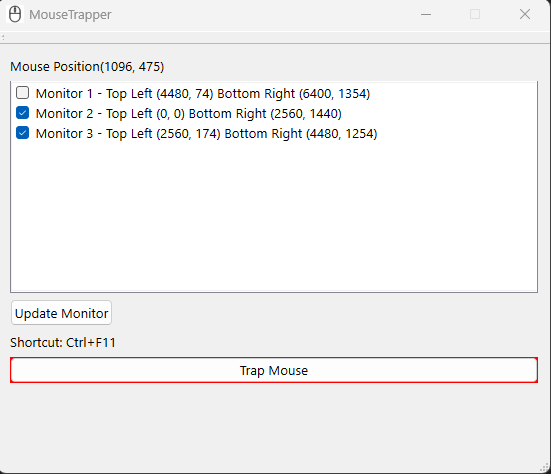 MouseTrapper
Mouse Position(1096, 475)
Monitor 1 - Top Left (4480, 74) Bottom Right (6400, 1354)
Monitor 2 - Top Left (0, 0) Bottom Right (2560, 1440)
Monitor 3 - Top Left (2560, 174) Bottom Right (4480, 1254)
Update Monitor
Shortcut: Ctrl+F11
Trap Mouse